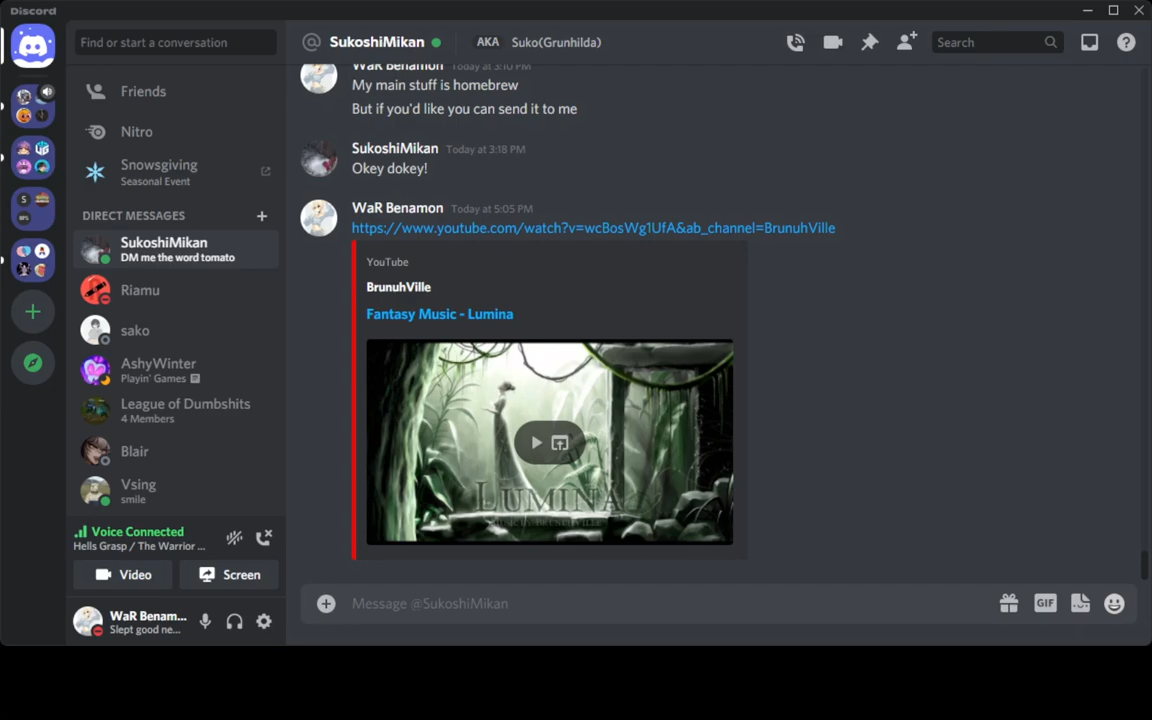 Discord
Find or start a conversation
SukoshiMikan
AKA
Suko(Grunhilda)
Search
Friends
Nitro
Snowsgiving
Seasonal Event
DIRECT MESSAGES
SukoshiMikan
DM me the word tomato
Riamu
sako
AshyWinter
Playin' Games
League of Dumbshits
4 Members
Blair
Vsing
smile
Voice Connected
Hells Grasp / The Warrior ...
Video
Screen
WaR Benam...
Slept good ne...
WaR Benamon Today at 3:10 PM
My main stuff is homebrew
But if you'd like you can send it to me
SukoshiMikan Today at 3:18 PM
Okey dokey!
WaR Benamon Today at 5:05 PM
https://www.youtube.com/watch?v=wcBosWg1UfA&ab_channel=BrunuhVille
YouTube
BrunuhVille
Fantasy Music - Lumina
LUMINA
MUSIC BY BRUNUHVILLE
Message @SukoshiMikan
GIF